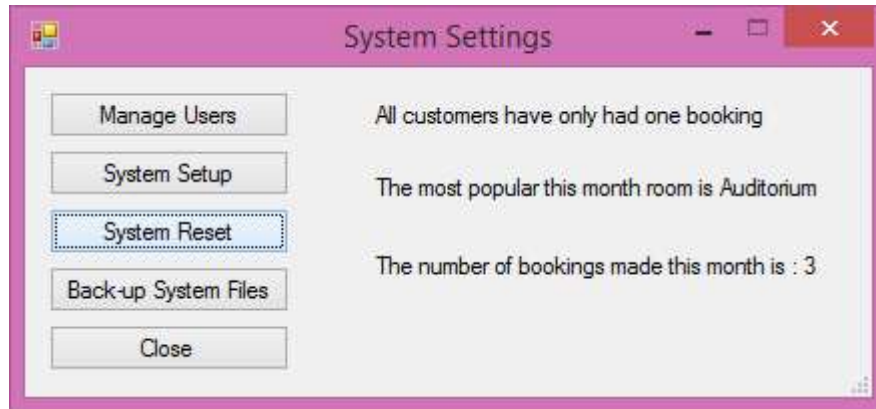 System Settings
Manage Users
All customers have only had one booking
System Setup
The most popular this month room is Auditorium
System Reset
The number of bookings made this month is : 3
Back-up System Files
Close